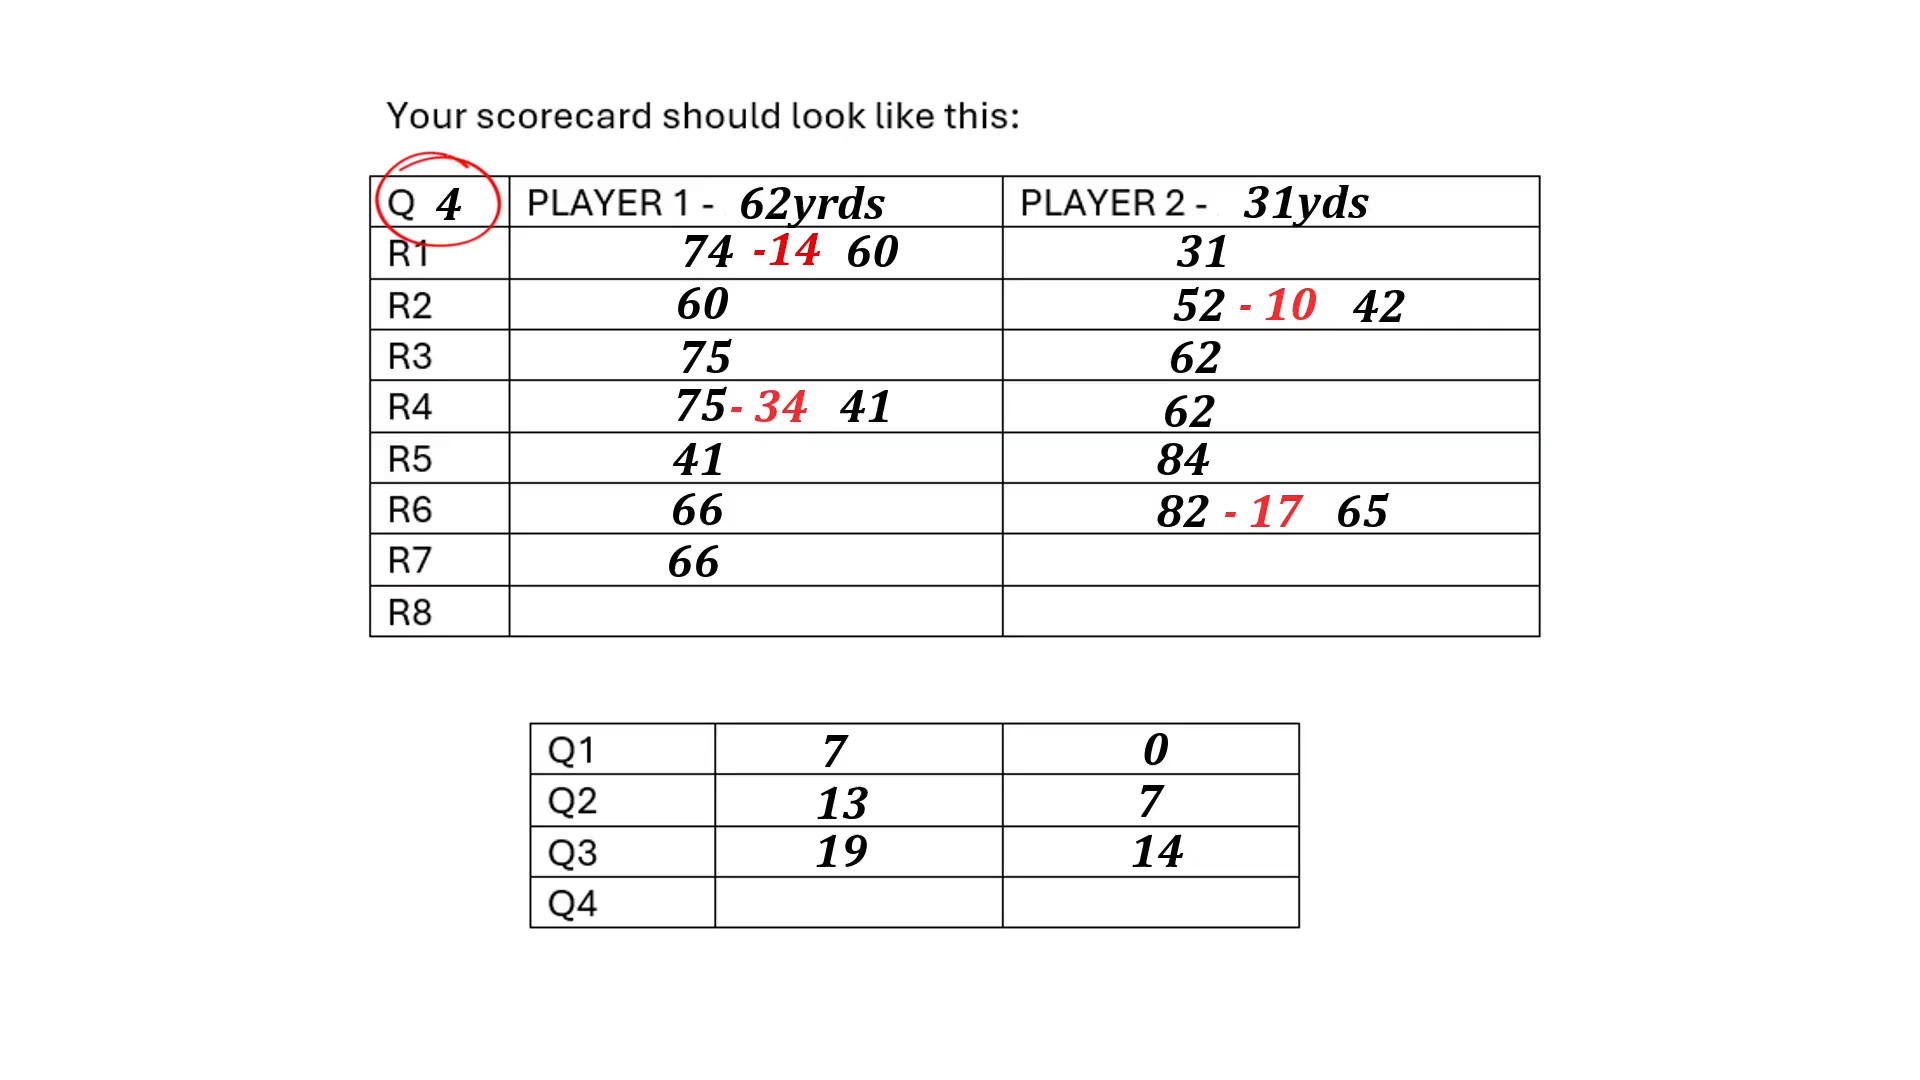 Your scorecard should look like this:
Q 4 PLAYER 1 - 62yrds PLAYER 2 - 31yds
R1 74 -14 60 31
R2 60 52 - 10 42
R3 75 62
R4 75 - 34 41 62
R5 41 84
R6 66 82 - 17 65
R7 66
R8
Q1 7 0
Q2 13 7
Q3 19 14
Q4